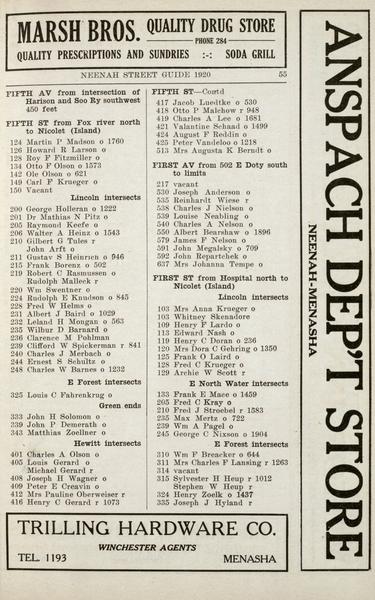 MARSH BROS. QUALITY DRUG STORE
PHONE 284
QUALITY PRESCRIPTIONS AND SUNDRIES :-: SODA GRILL
NEENAH STREET GUIDE 1920 55
FIFTH AV from intersection of
Harison and Soo Ry southwest
450 feet
FIFTH ST from Fox river north
to Nicolet (Island)
124 Martin P Madson o 1760
126 Howard R Larson o
128 Roy F Fitzmiller o
134 Otto F Olson o 1573
142 Ole Olson o 621
149 Carl F Krueger o
150 Vacant
Lincoln intersects
200 George Holleran o 1222
201 Dr Mathias N Pitz o
205 Raymond Keefe o
206 Walter A Heinz o 1543
210 Gilbert G Tales r
John Arft o
211 Gustav S Heinren o 946
215 Frank Borenx o 502
219 Robert C Rasmussen o
Rudolph Malleck r
220 Wm Swentner o
224 Rudolph E Knudson o 845
228 Fred W Helms o
231 Albert J Baird o 1029
232 Leland H Mongan o 563
235 Wilbur D Barnard o
236 Clarence M Pohlman
239 Clifford W Spickerman r 841
240 Charles J Merbach o
244 Ernest S Schultz o
248 Charles W Barnes o 1232
E Forest intersects
325 Louis C Fahrenkrug o
Green ends
333 John H Solomon o
339 John P Demerath o
343 Matthias Zoellner o
Hewitt intersects
401 Charles A Olson o
405 Louis Gerard o
Michael Gerard r
408 Joseph H Wagner o
409 Peter E Creavin o
412 Mrs Pauline Oberweiser r
416 Henry C Gerard r 1073
FIFTH ST—Contd
417 Jacob Luedtke o 530
418 Otto P Malchow r 948
419 Charles A Lee o 1681
421 Valantine Schaad o 1499
424 August F Reddin o
425 Peter Vandeloo o 1218
513 Mrs Augusta K Berndt o
FIRST AV from 502 E Doty south
to limits
217 vacant
530 Joseph Anderson o
535 Reinhardt Wiese r
538 Charles J Nielson o
539 Louise Neabling o
540 Charles A Nelson o
550 Albert Bearshaw o 1896
579 James F Nelson o
591 John Megalsky o 709
592 John Repartchek o
637 Mrs Johanna Tempe o
FIRST ST from Hospital north to
Nicolet (Island)
Lincoln intersects
103 Mrs Anna Krueger o
103 Whitney Skenadore
109 Henry F Lardo o
113 Edward Nash o
119 Henry C Doran o 236
120 Mrs Dora C Gehring o 1350
125 Frank O Laird o
128 Fred C Krueger o
129 Archie W Scott r
E North Water intersects
133 Frank E Mace o 1459
205 Fred C Kray o
210 Fred J Stroebel r 1583
235 Max Mertz o 722
239 Wm A Pagel o
245 George C Nixson o 1904
E Forest intersects
310 Wm F Breacker o 644
311 Mrs Charles F Lansing r 1263
314 vacant
315 Sylvester H Heup r 1012
Stephen W Heup r
324 Henry Zoelk o 1437
335 Joseph J Hyland r
TRILLING HARDWARE CO.
WINCHESTER AGENTS
TEL. 1193 MENASHA
ANSPACH DEP'T STORE
NEENAH-MENASHA